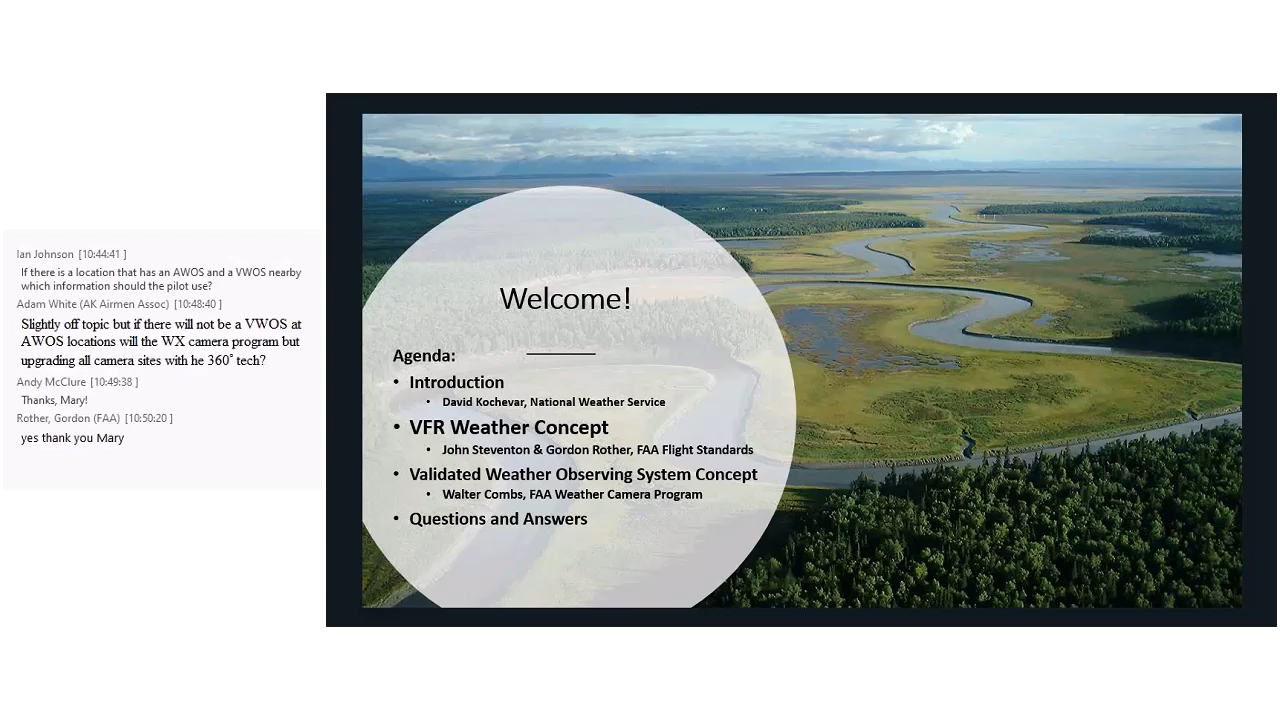 Ian Johnson [10:44:41 ]
If there is a location that has an AWOS and a VWOS nearby
which information should the pilot use?
Adam White (AK Airmen Assoc) [10:48:40 ]
Slightly off topic but if there will not be a VWOS at
AWOS locations will the WX camera program but
upgrading all camera sites with he 360° tech?
Andy McClure [10:49:38 ]
Thanks, Mary!
Rother, Gordon (FAA) [10:50:20 ]
yes thank you Mary
Welcome!
Agenda:
• Introduction
• David Kochevar, National Weather Service
• VFR Weather Concept
• John Steventon & Gordon Rother, FAA Flight Standards
• Validated Weather Observing System Concept
• Walter Combs, FAA Weather Camera Program
• Questions and Answers